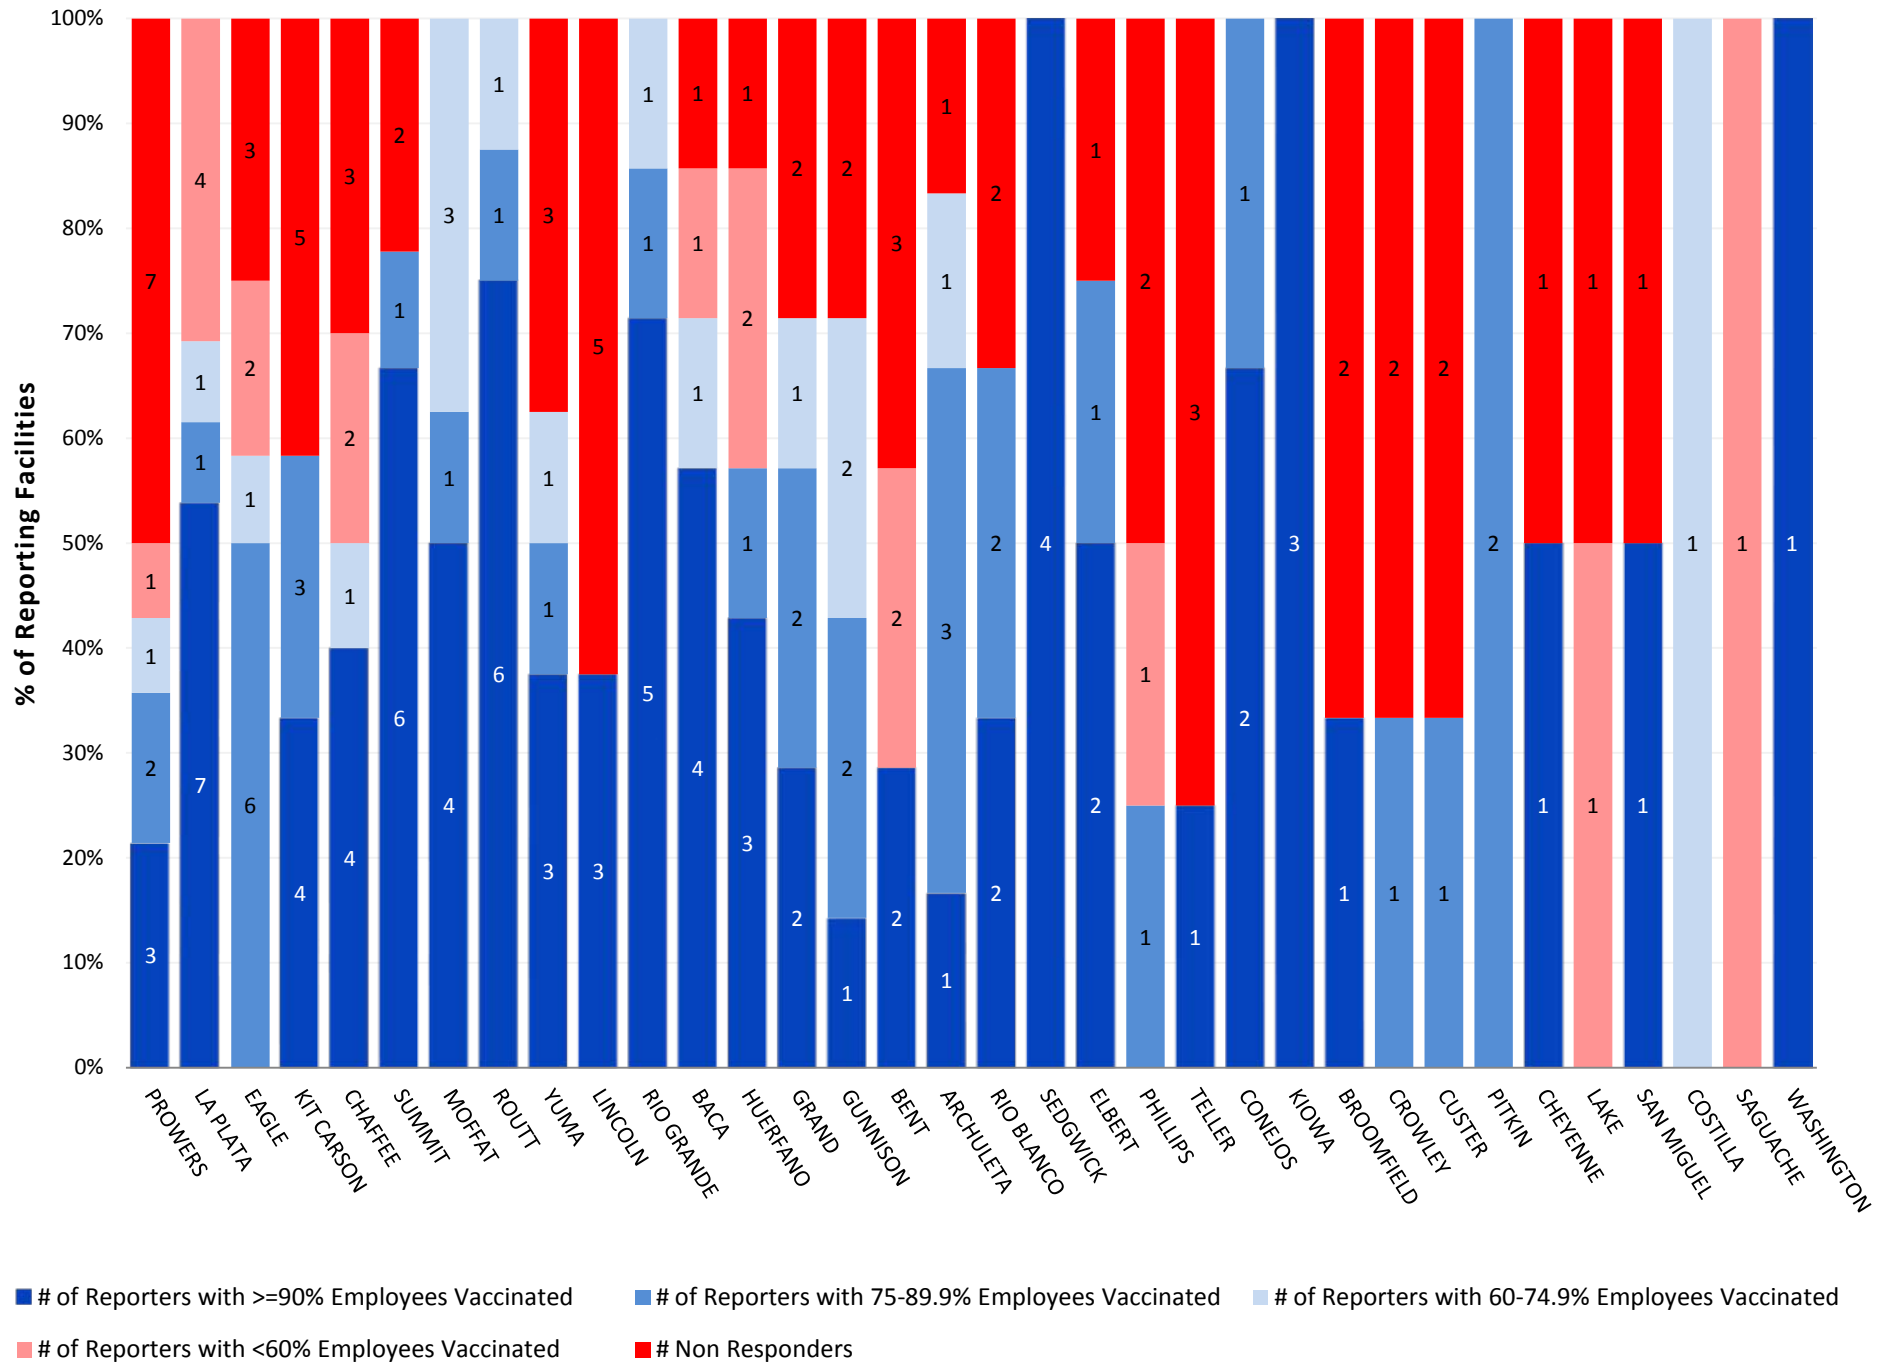 % of Reporting Facilities
100%
90%
80%
70%
60%
50%
40%
30%
20%
10%
0%
3 2 1 1 7
7 1 1 4
6 1 2 3
4 3 5
4 1 2 3
6 1 2
4 1 3
6 1 1
3 1 1 3
3 5
5 1 1
4 1 1 1
3 1 2 1
2 2 1 2
1 2 2 2
2 2 3
1 3 1 1
2 2 2
4
2 1 1
1 1 2
1 3
2 1
3
1 2
1 2
1 2
2
1 1
1 1
1 1
1
1
1
PROWERS
LA PLATA
EAGLE
KIT CARSON
CHAFFEE
SUMMIT
MOFFAT
ROUTT
YUMA
LINCOLN
RIO GRANDE
BACA
HUERFANO
GRAND
GUNNISON
BENT
ARCHULETA
RIO BLANCO
SEDGWICK
ELBERT
PHILLIPS
TELLER
CONEJOS
KIOWA
BROOMFIELD
CROWLEY
CUSTER
PITKIN
CHEYENNE
LAKE
SAN MIGUEL
COSTILLA
SAGUACHE
WASHINGTON
# of Reporters with >=90% Employees Vaccinated
# of Reporters with 75-89.9% Employees Vaccinated
# of Reporters with 60-74.9% Employees Vaccinated
# of Reporters with <60% Employees Vaccinated
# Non Responders